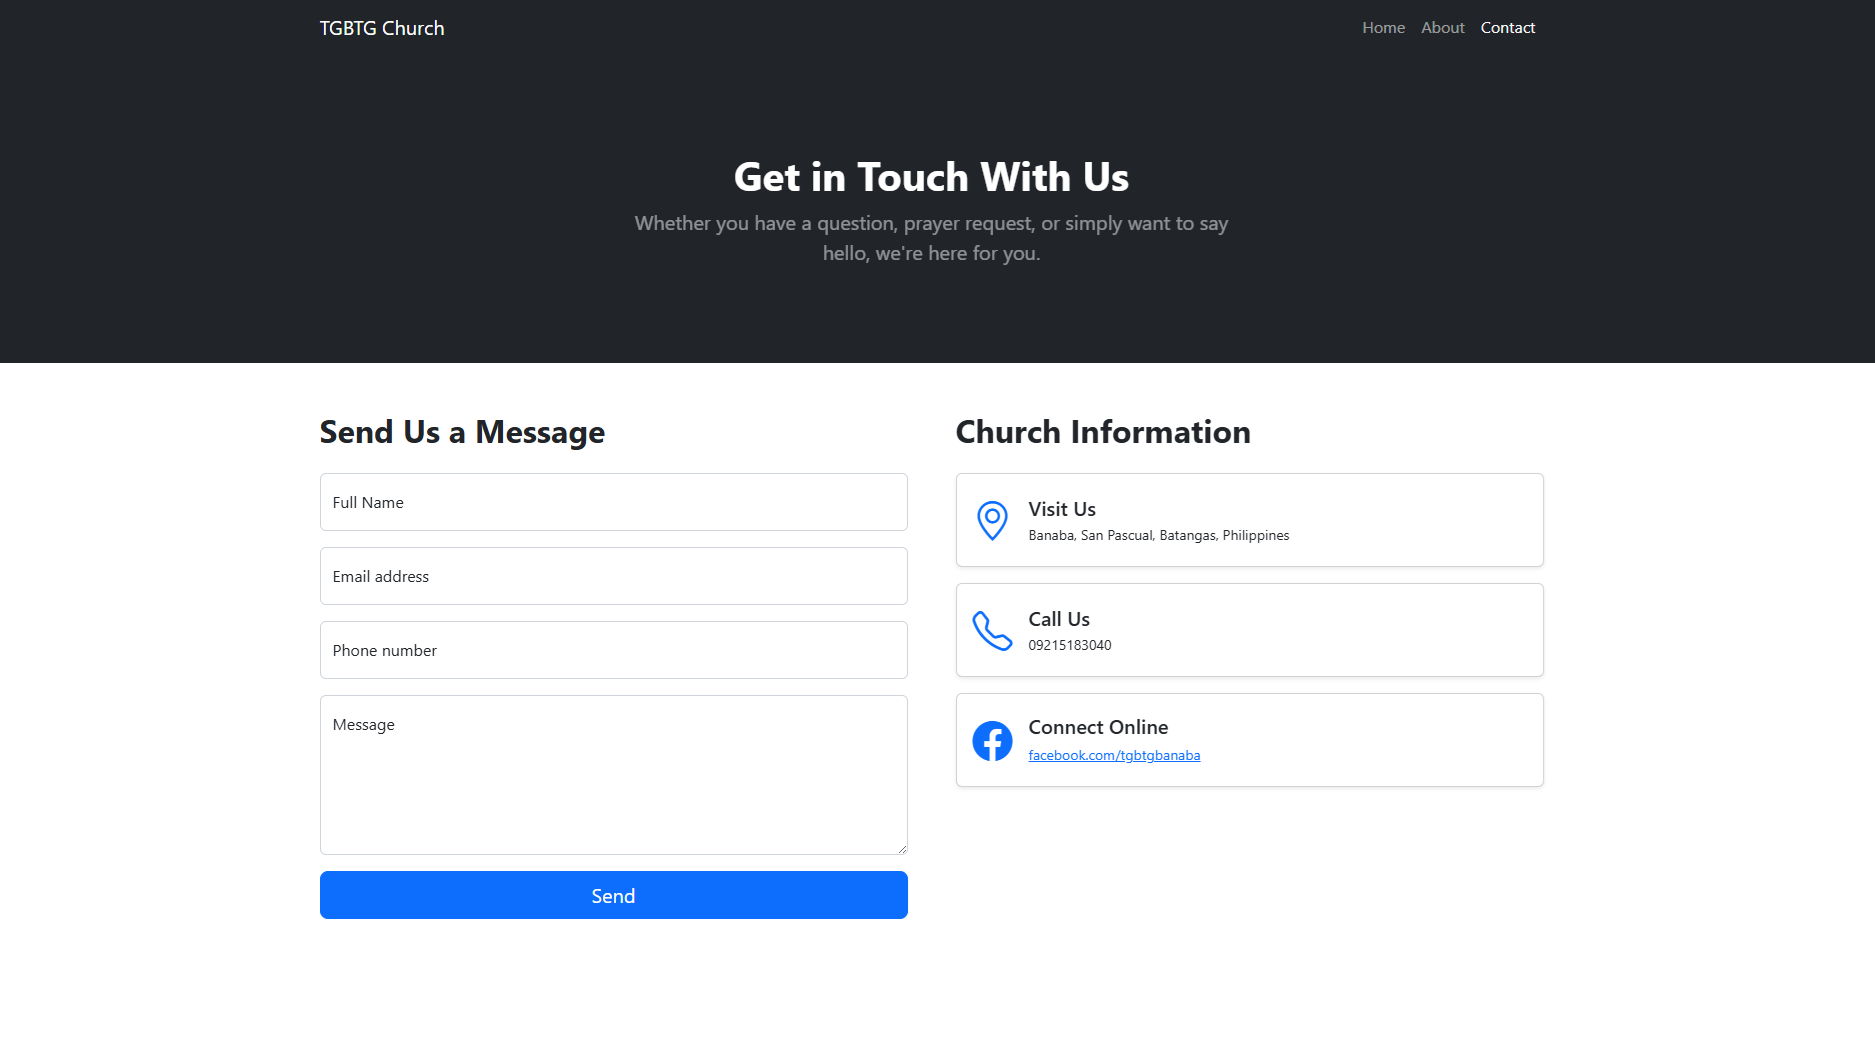 TGBTG Church
Home About Contact
Get in Touch With Us
Whether you have a question, prayer request, or simply want to say
hello, we're here for you.
Send Us a Message
Full Name
Email address
Phone number
Message
Send
Church Information
Visit Us
Banaba, San Pascual, Batangas, Philippines
Call Us
09215183040
Connect Online
facebook.com/tgbtgbanaba